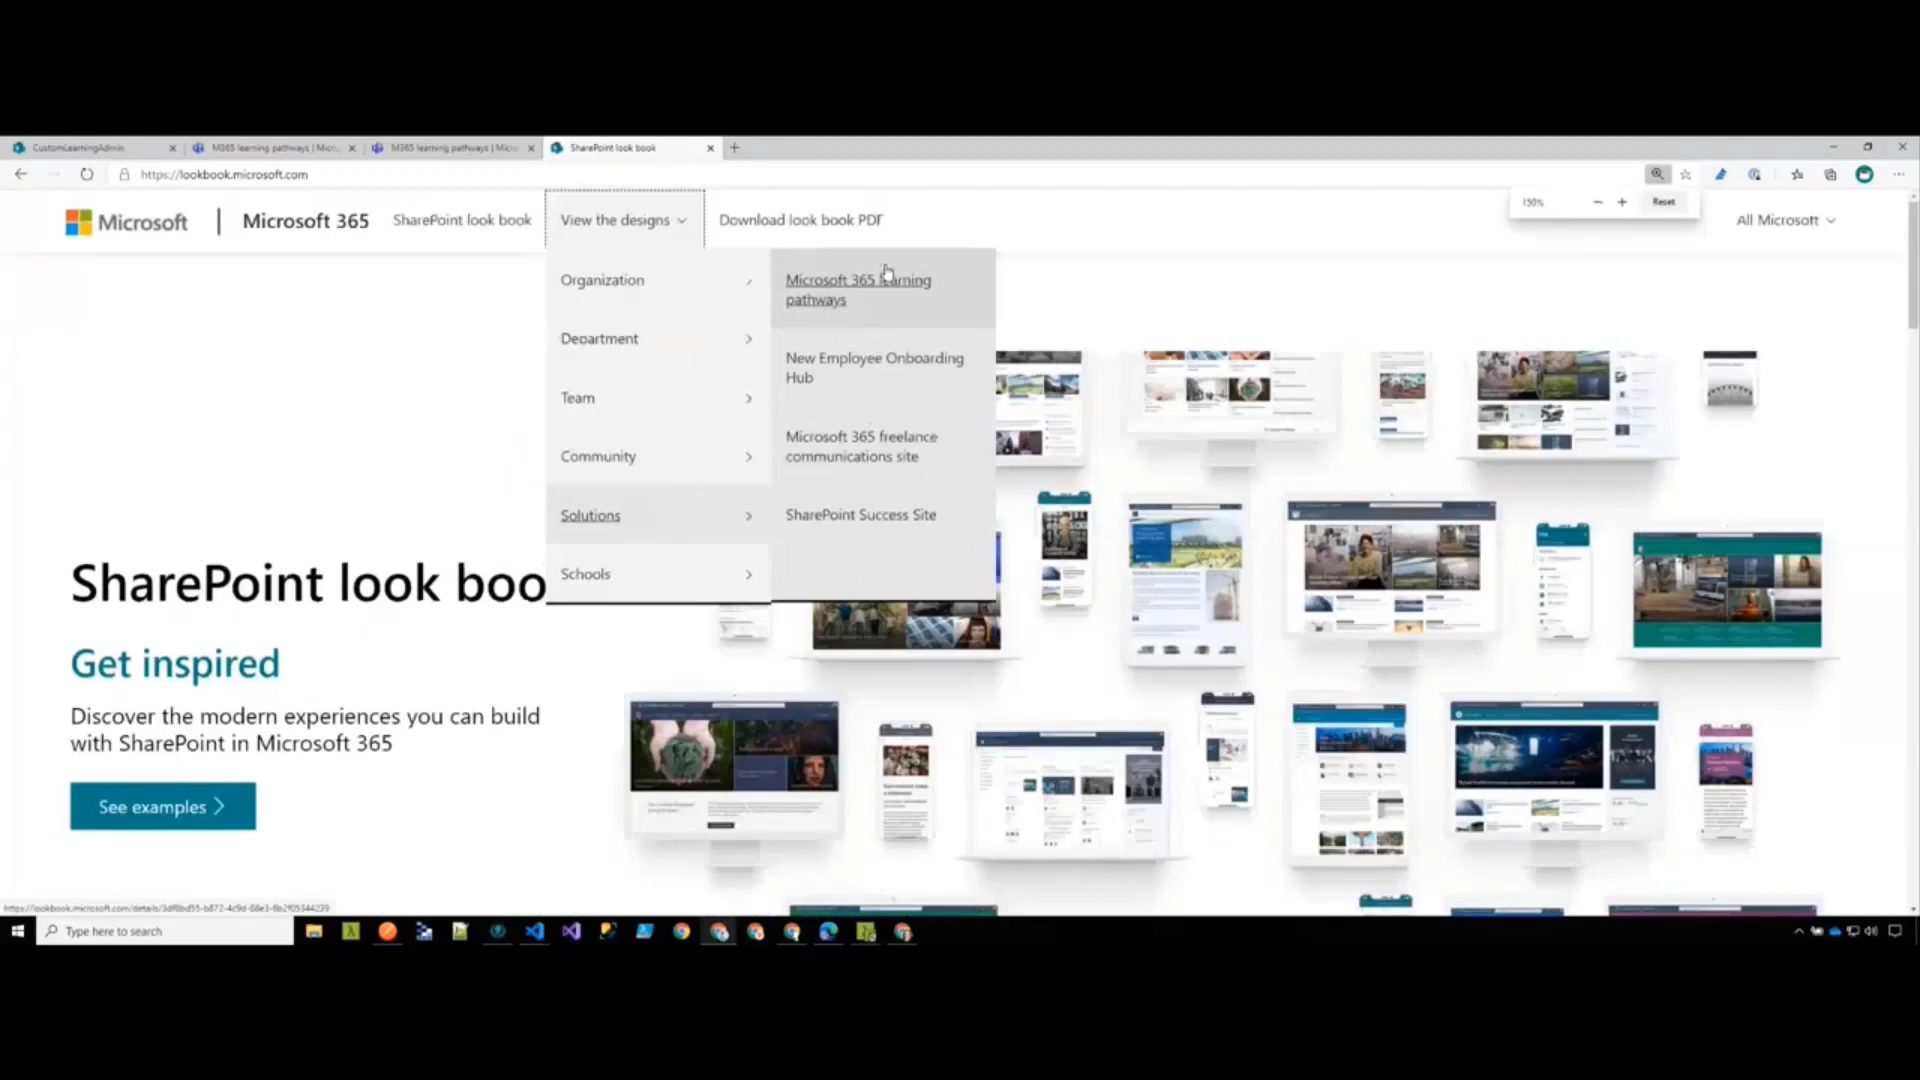 CustomLearningAdmin
M365 learning pathways | Micr
M365 learning pathways | Micro
SharePoint look book
https://lookbook.microsoft.com
150%
Reset
Microsoft
Microsoft 365
SharePoint look book
View the designs
Download look book PDF
All Microsoft
Organization
Department
Team
Community
Solutions
Schools
Microsoft 365 learning
pathways
New Employee Onboarding
Hub
Microsoft 365 freelance
communications site
SharePoint Success Site
SharePoint look boo
Get inspired
Discover the modern experiences you can build
with SharePoint in Microsoft 365
See examples
Type here to search